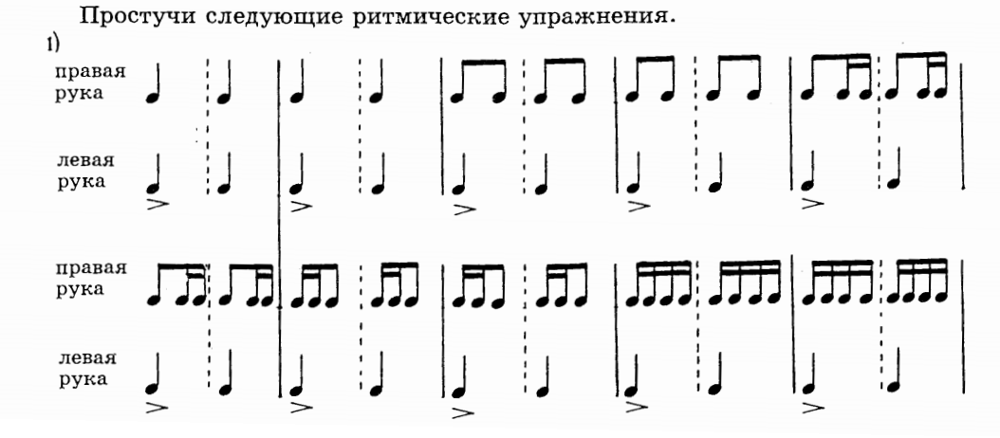 Простучи следующие ритмические упражнения.
1)
правая
рука
левая
рука
правая
рука
левая
рука